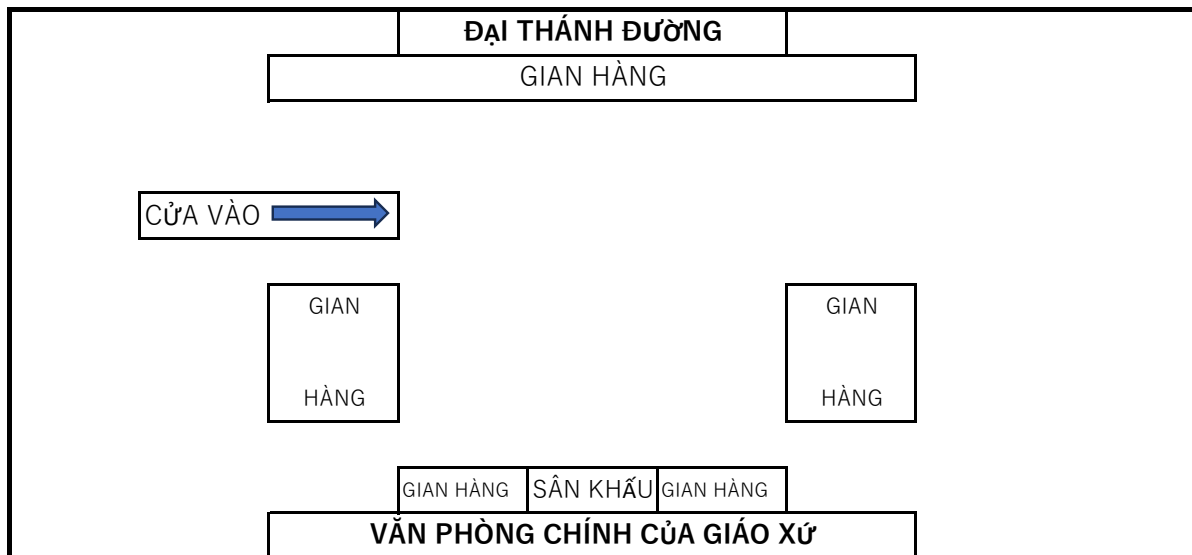 ĐẠI THÁNH ĐƯỜNG
GIAN HÀNG
CỬA VÀO
GIAN
HÀNG
GIAN
HÀNG
GIAN HÀNG
SÂN KHẤU
GIAN HÀNG
VĂN PHÒNG CHÍNH CỦA GIÁO XỨ